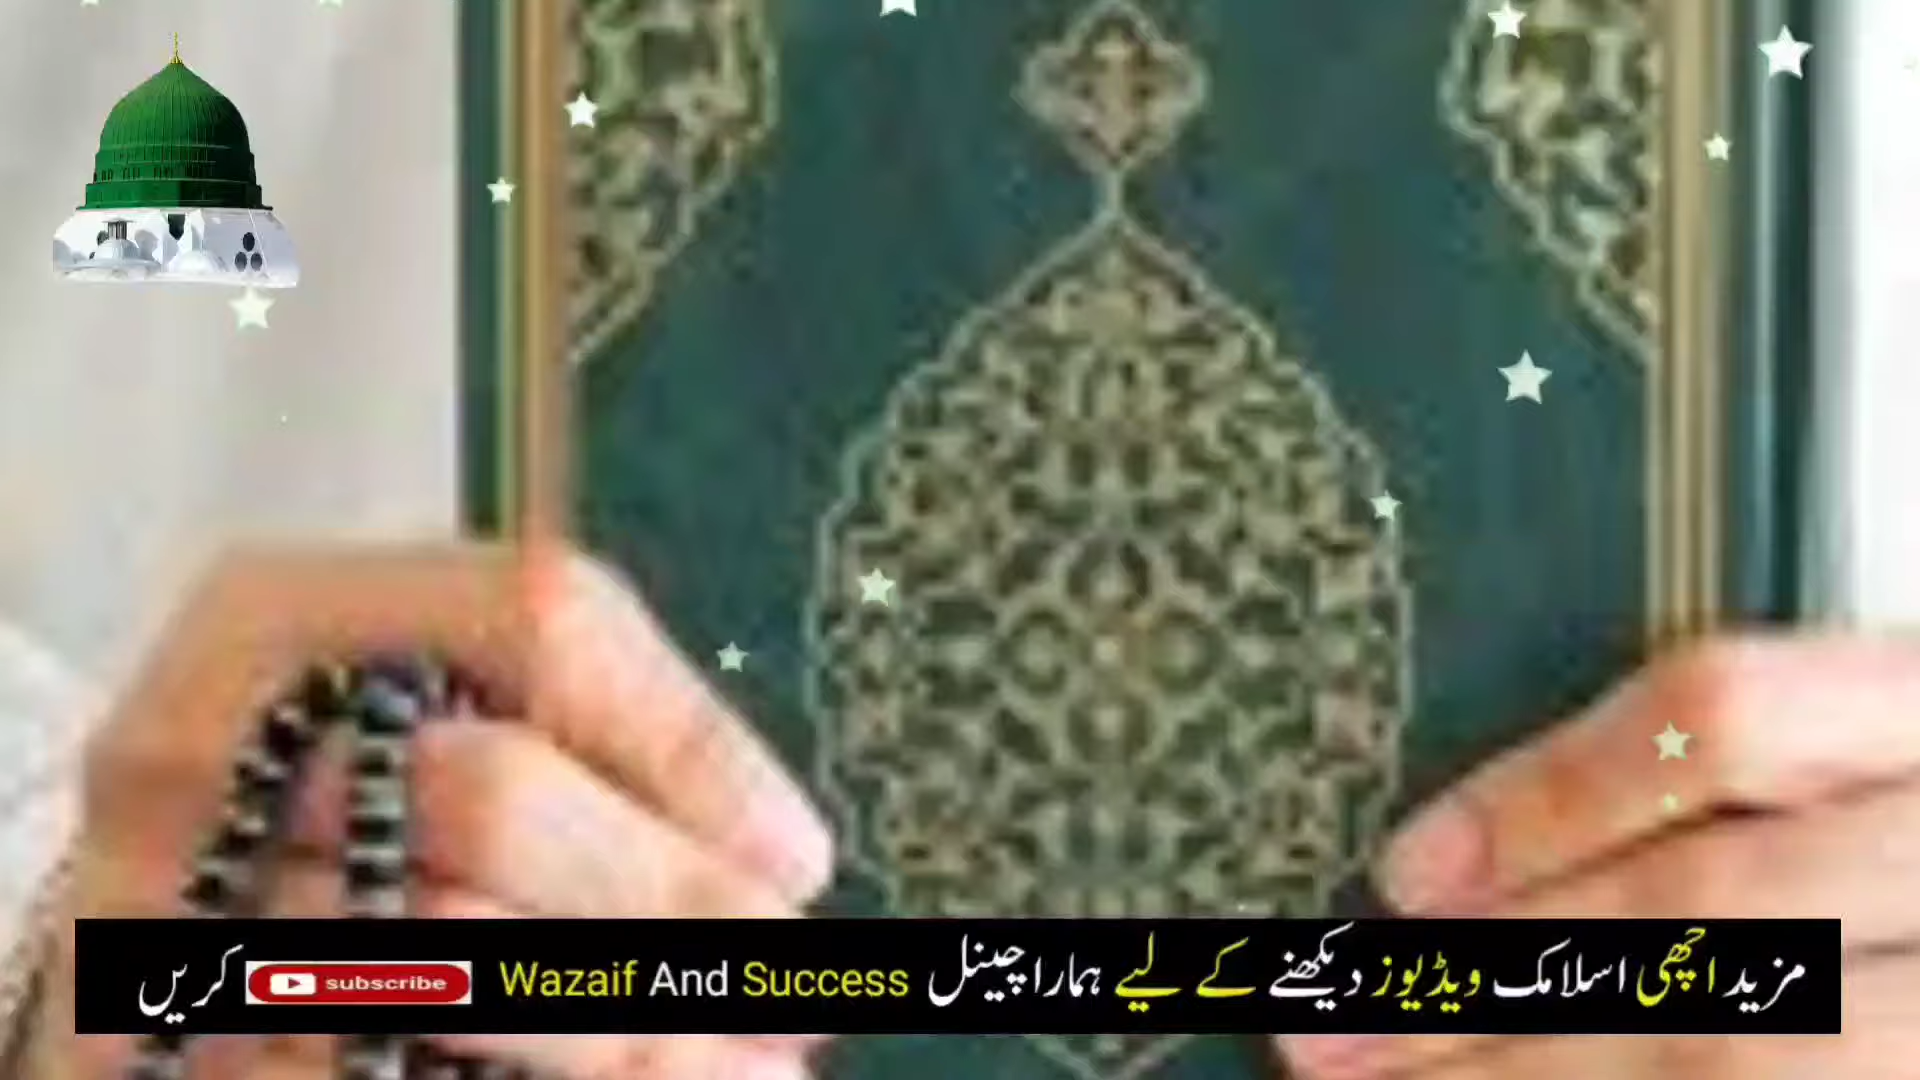 مزید اچھی اسلامک ویڈیوز دیکھنے کے لیے ہمارا چینل Wazaif And Success subscribe کریں